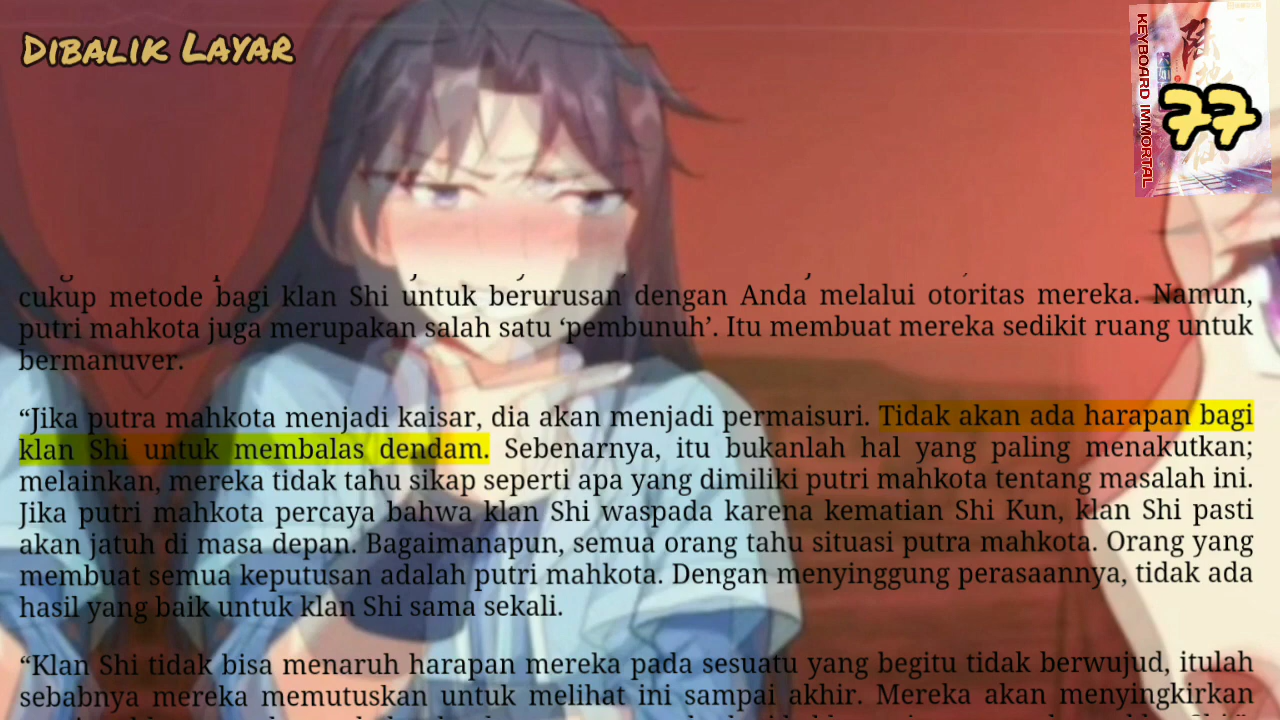 DIBALIK LAYAR
KEYBOARD IMMORTAL
77
cukup metode bagi klan Shi untuk berurusan dengan Anda melalui otoritas mereka. Namun,
putri mahkota juga merupakan salah satu ‘pembunuh’. Itu membuat mereka sedikit ruang untuk
bermanuver.
“Jika putra mahkota menjadi kaisar, dia akan menjadi permaisuri. Tidak akan ada harapan bagi
klan Shi untuk membalas dendam. Sebenarnya, itu bukanlah hal yang paling menakutkan;
melainkan, mereka tidak tahu sikap seperti apa yang dimiliki putri mahkota tentang masalah ini.
Jika putri mahkota percaya bahwa klan Shi waspada karena kematian Shi Kun, klan Shi pasti
akan jatuh di masa depan. Bagaimanapun, semua orang tahu situasi putra mahkota. Orang yang
membuat semua keputusan adalah putri mahkota. Dengan menyinggung perasaannya, tidak ada
hasil yang baik untuk klan Shi sama sekali.
“Klan Shi tidak bisa menaruh harapan mereka pada sesuatu yang begitu tidak berwujud, itulah
sebabnya mereka memutuskan untuk melihat ini sampai akhir. Mereka akan menyingkirkan